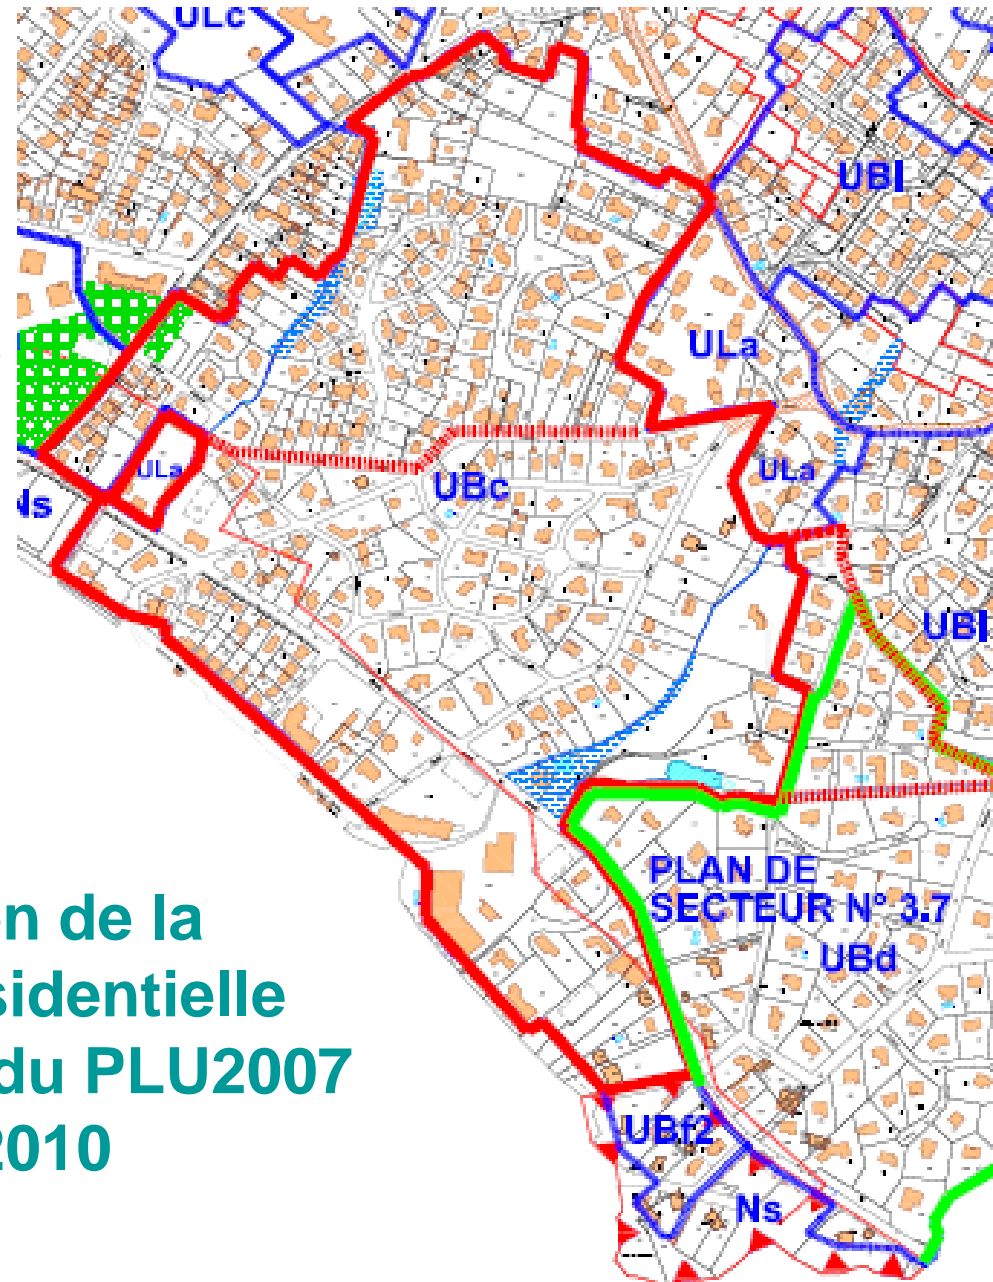 ULc
UBl
ULa
ULa
ULa
UBc
Ns
UBl
PLAN DE
SECTEUR N° 3.7
UBd
n de la
sidentielle
du PLU2007
2010
UBf2
Ns